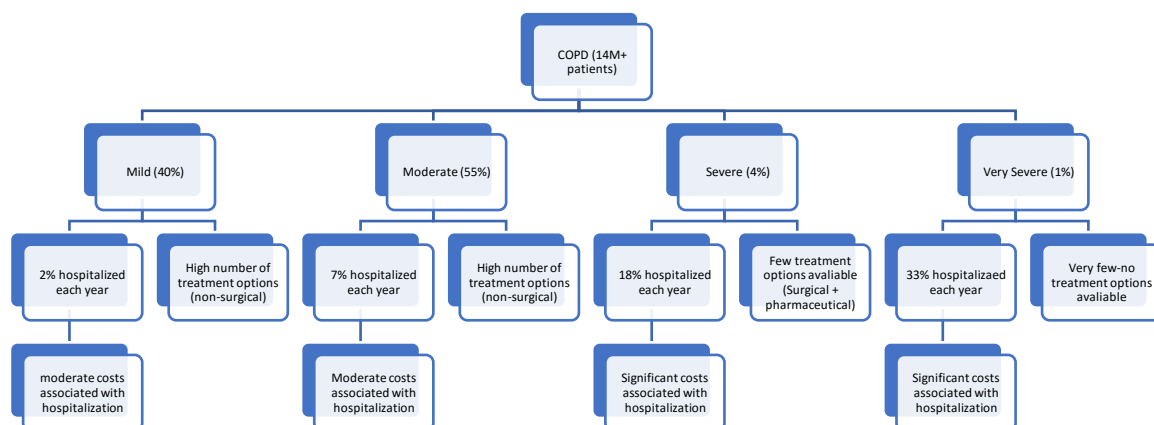 COPD (14M+
patients)
Mild (40%)
Moderate (55%)
Severe (4%)
Very Severe (1%)
2% hospitalized
each year
High number of
treatment options
(non-surgical)
7% hospitalized
each year
High number of
treatment options
(non-surgical)
18% hospitalized
each year
Few treatment
options avaliable
(Surgical +
pharmaceutical)
33% hospitalizaed
each year
Very few-no
treatment options
avaliable
moderate costs
associated with
hospitalization
Moderate costs
associated with
hospitalization
Significant costs
associated with
hospitalization
Significant costs
associated with
hospitalization